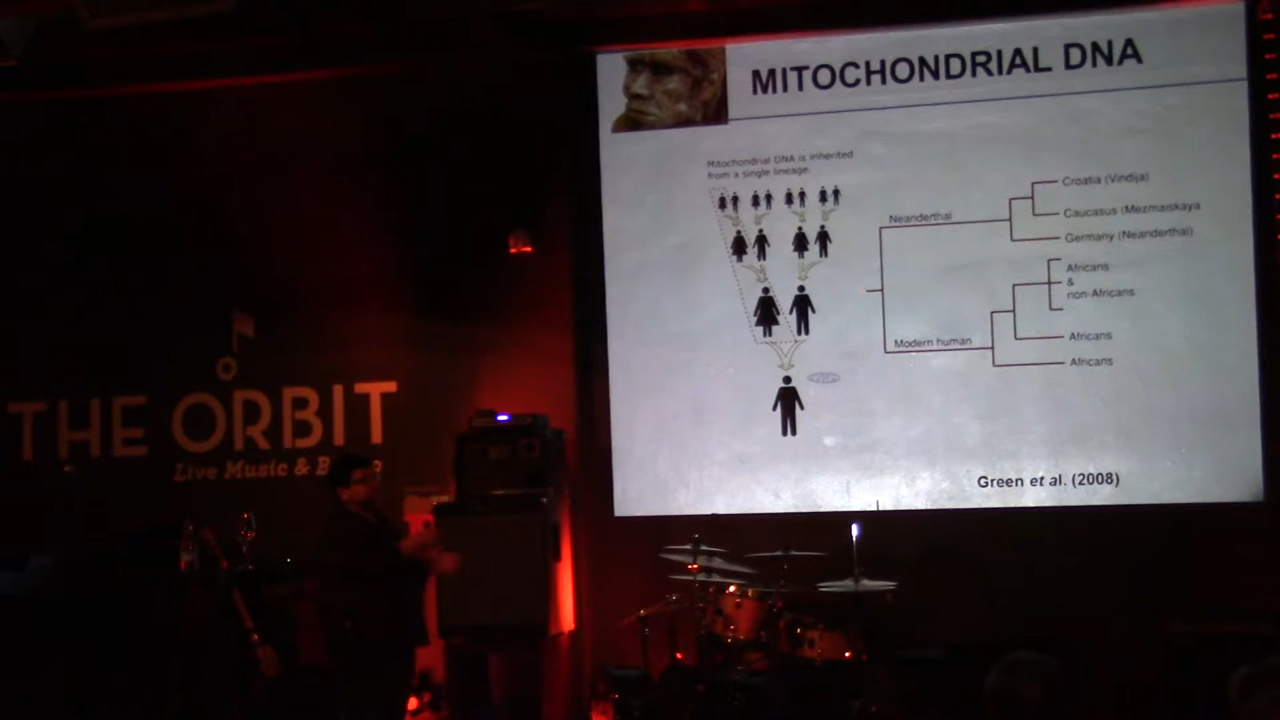 MITOCHONDRIAL DNA
Mitochondrial DNA is inherited
from a single lineage.
Croatia (Vindija)
Neanderthal
Caucasus (Mezmaiskaya
Germany (Neanderthal)
Africans
&
non-Africans
Modern human
Africans
Africans
Green et al. (2008)
THE ORBIT
Live Music &